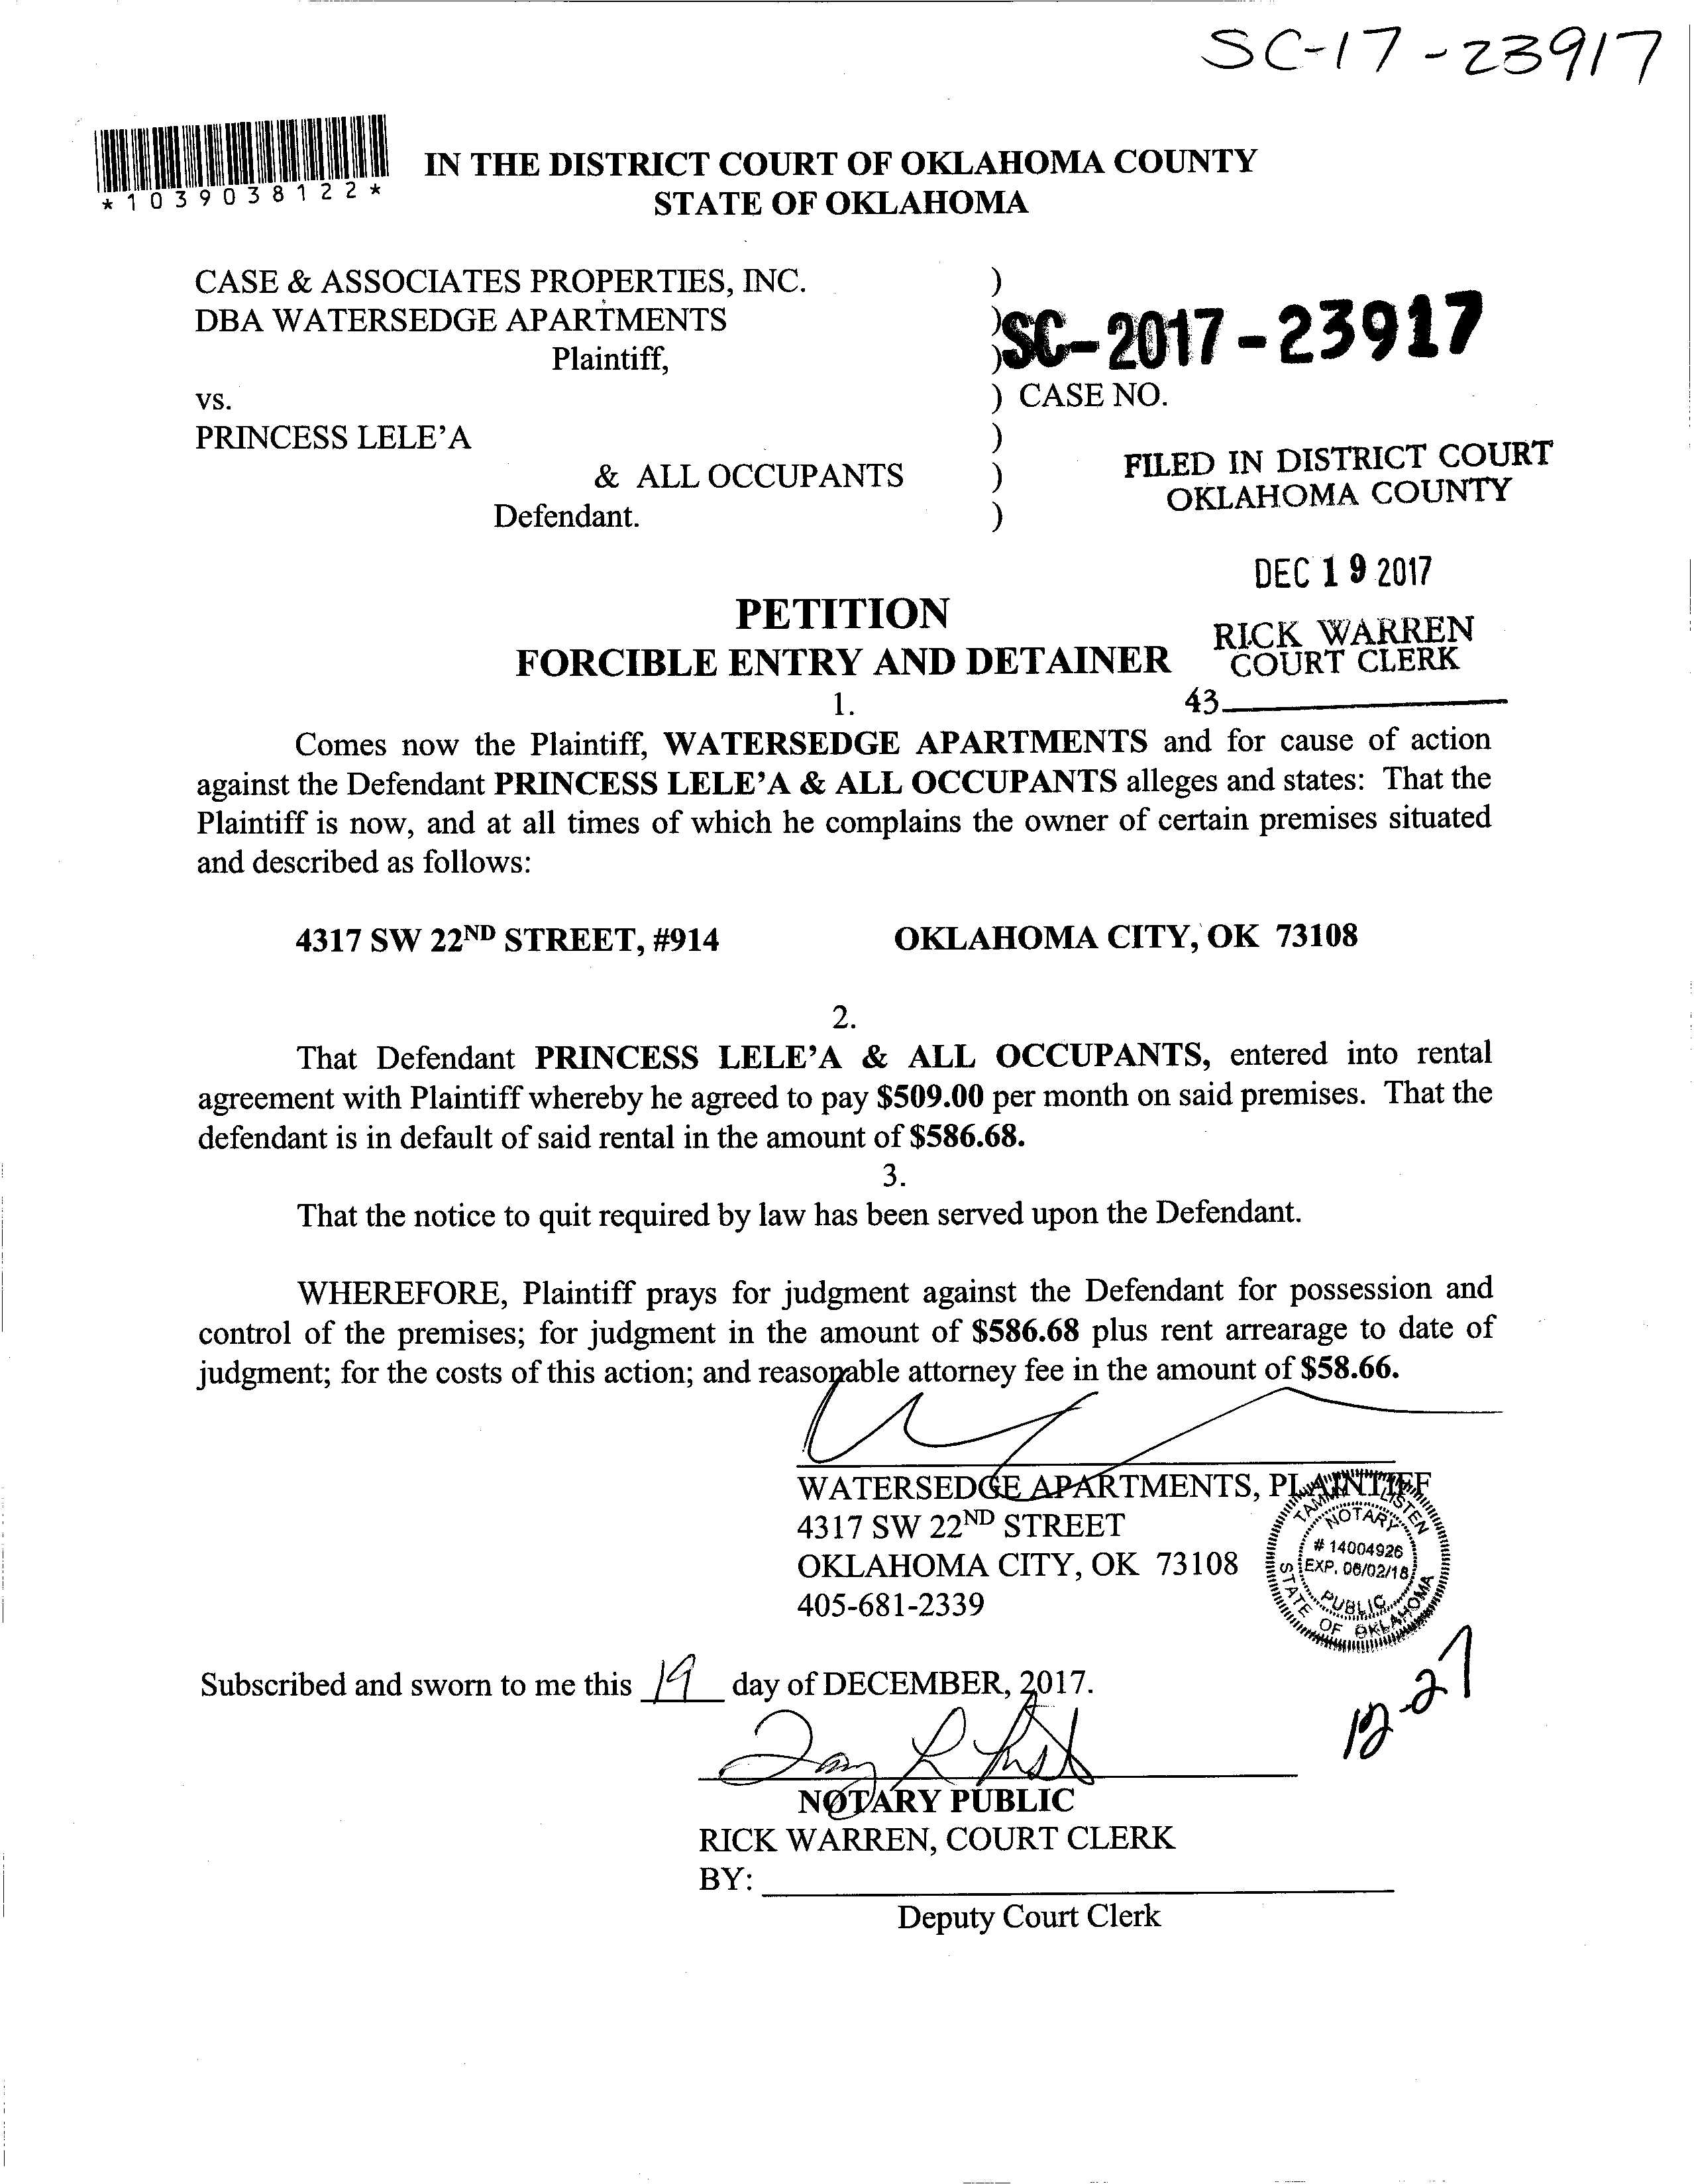 SC-17-23917
*1039038122*
IN THE DISTRICT COURT OF OKLAHOMA COUNTY
STATE OF OKLAHOMA
CASE & ASSOCIATES PROPERTIES, INC. )
DBA WATERSEDGE APARTMENTS ) SC-2017-23917
Plaintiff, )
vs. ) CASE NO.
PRINCESS LELE'A )
& ALL OCCUPANTS )
Defendant. )
FILED IN DISTRICT COURT
OKLAHOMA COUNTY
DEC 19 2017
RICK WARREN
COURT CLERK
43
PETITION
FORCIBLE ENTRY AND DETAINER
1.
Comes now the Plaintiff, WATERSEDGE APARTMENTS and for cause of action
against the Defendant PRINCESS LELE'A & ALL OCCUPANTS alleges and states: That the
Plaintiff is now, and at all times of which he complains the owner of certain premises situated
and described as follows:
4317 SW 22ND STREET, #914 OKLAHOMA CITY, OK 73108
2.
That Defendant PRINCESS LELE'A & ALL OCCUPANTS, entered into rental
agreement with Plaintiff whereby he agreed to pay $509.00 per month on said premises. That the
defendant is in default of said rental in the amount of $586.68.
3.
That the notice to quit required by law has been served upon the Defendant.
WHEREFORE, Plaintiff prays for judgment against the Defendant for possession and
control of the premises; for judgment in the amount of $586.68 plus rent arrearage to date of
judgment; for the costs of this action; and reasonable attorney fee in the amount of $58.66.
WATERSEDGE APARTMENTS, PLAINTIFF
4317 SW 22ND STREET
OKLAHOMA CITY, OK 73108
405-681-2339
NOTARY
# 14004926
EXP. 06/02/18
PUBLIC
STATE OF OKLAHOMA
Subscribed and sworn to me this 19 day of DECEMBER, 2017.
12-27
NOTARY PUBLIC
RICK WARREN, COURT CLERK
BY:
Deputy Court Clerk